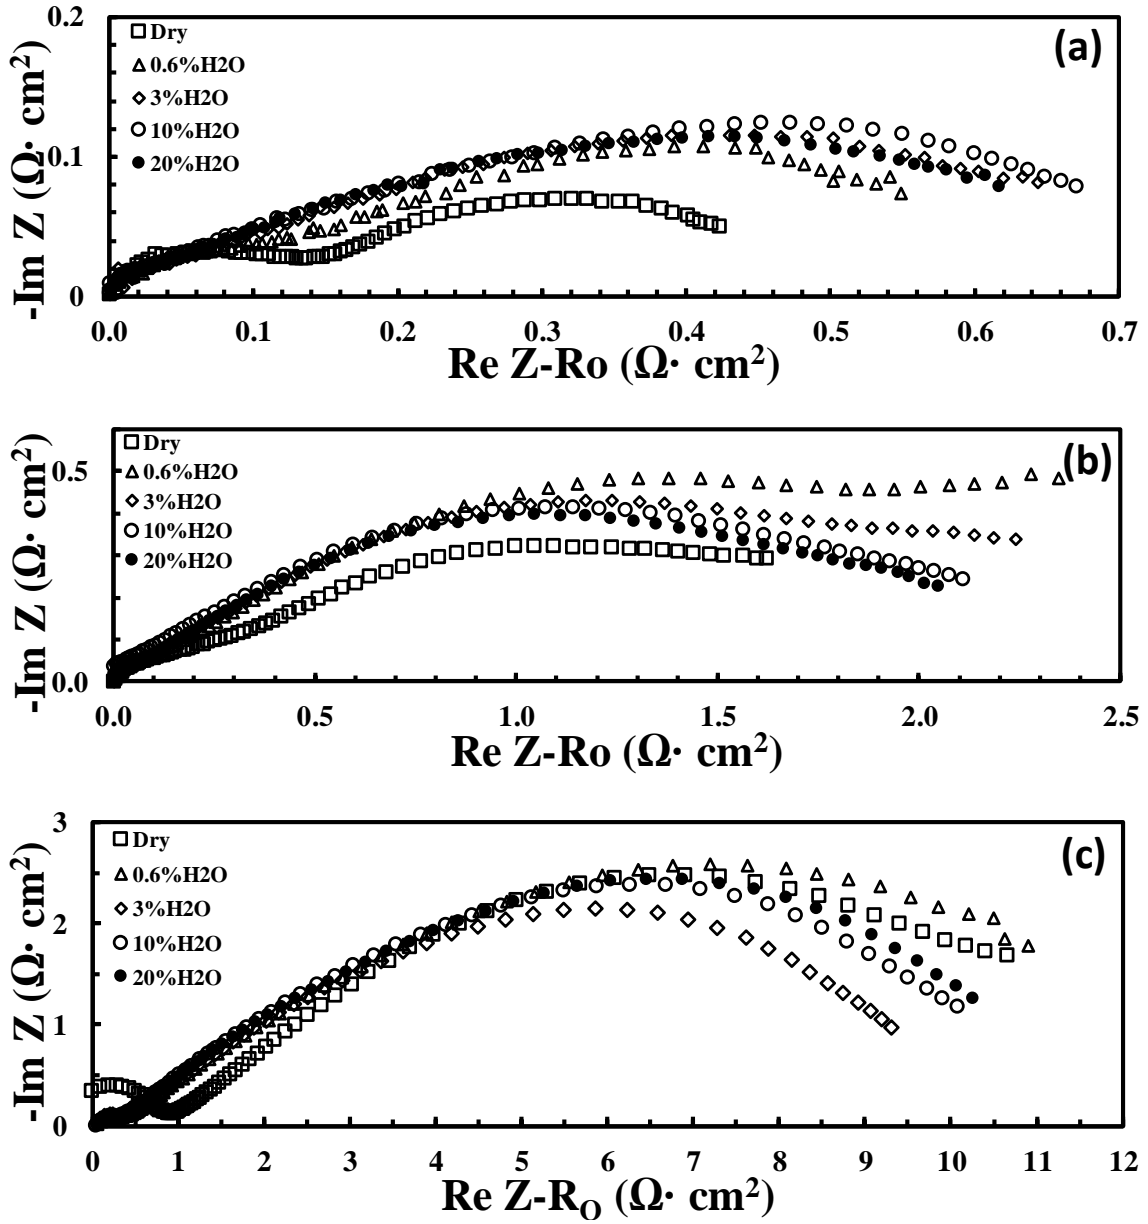 0.2
Dry
(a)
0.6%H2O
3%H2O
10%H2O
20%H2O
0.1
0
-Im Z (Ω· cm²)
0.0 0.1 0.2 0.3 0.4 0.5 0.6 0.7
Re Z-Ro (Ω· cm²)
Dry
(b)
0.6%H2O
0.5
3%H2O
10%H2O
20%H2O
0.0
-Im Z (Ω· cm²)
0.0 0.5 1.0 1.5 2.0 2.5
Re Z-Ro (Ω· cm²)
3
Dry
(c)
0.6%H2O
3%H2O
10%H2O
20%H2O
2
1
0
-Im Z (Ω· cm²)
0 1 2 3 4 5 6 7 8 9 10 11 12
Re Z-R_O (Ω· cm²)